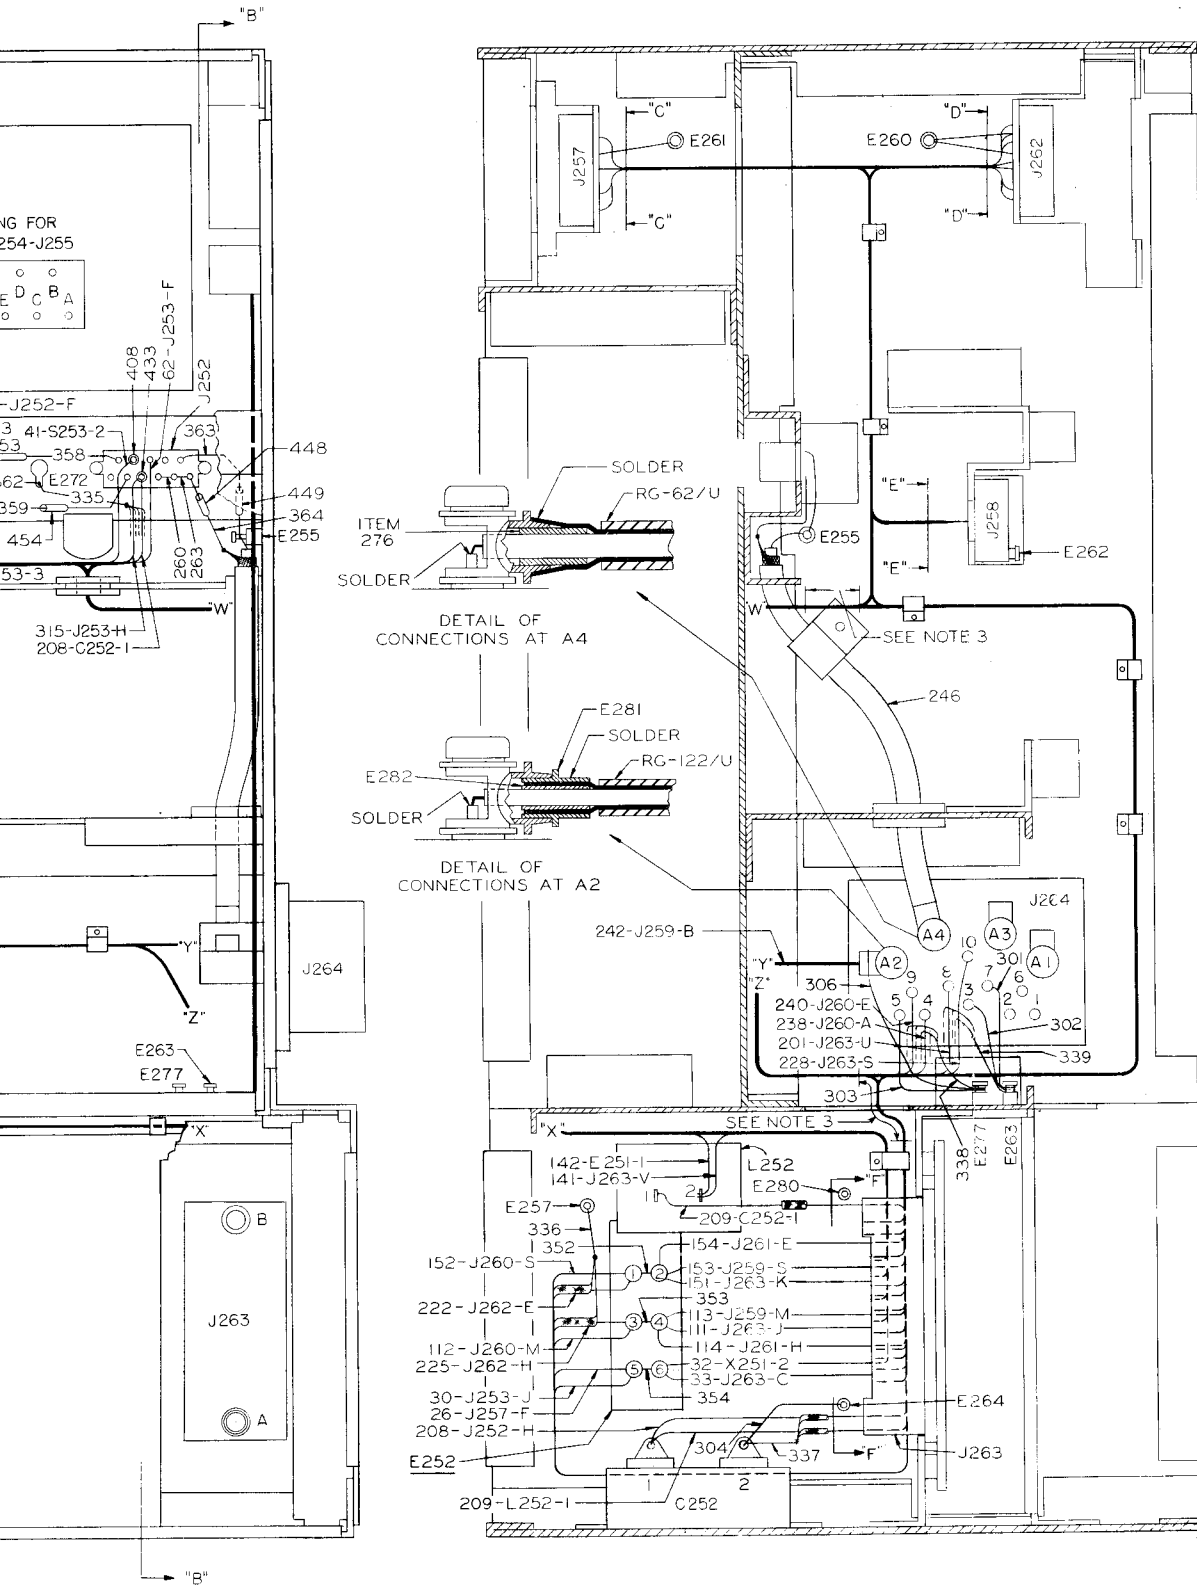 "B"
NG FOR
254-J255
D B
E C A
408
433
62-J253-F
J252
-J252-F
3
53
41-S253-2
358
363
448
E272
335
449
359
364
454
E255
53-3
260
263
"W"
315-J253-H
208-C252-1
"Y"
"Z"
J264
E263
E277
"X"
B
J263
A
"B"
"C"
E261
J257
"C"
"D"
E260
J262
"D"
SOLDER
RG-62/U
ITEM
276
SOLDER
DETAIL OF
CONNECTIONS AT A4
E255
"E"
J258
E262
"E"
"W"
SEE NOTE 3
246
E281
SOLDER
RG-122/U
E282
SOLDER
DETAIL OF
CONNECTIONS AT A2
J264
242-J259-B
A4
A3
10
"Y"
A2
301
A1
"Z"
306
9
8
7
6
240-J260-E
5
4
3
2
1
238-J260-A
302
201-J263-U
339
228-J263-S
303
SEE NOTE 3
338
E277
E263
"X"
142-E251-1
141-J263-V
L252
1
2
E280
"F"
E257
209-C252-1
336
352
154-J261-E
152-J260-S
1
2
153-J259-S
151-J263-K
222-J262-E
353
3
4
113-J259-M
111-J263-J
112-J260-M
114-J261-H
225-J262-H
5
6
32-X251-2
33-J263-C
30-J253-J
354
26-J257-F
E264
208-J252-H
304
337
"F"
J263
E252
1
2
209-L252-1
C252